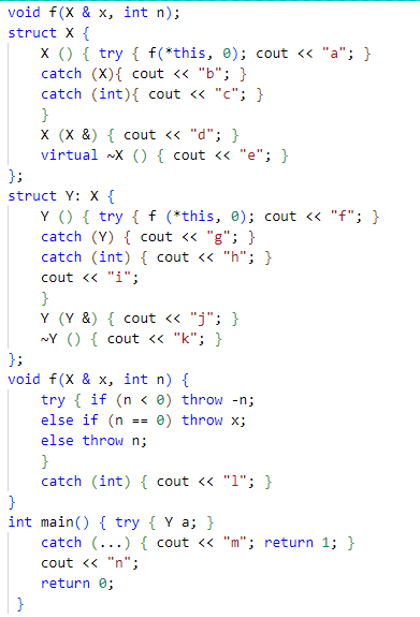 void f(X & x, int n);
struct X {
X () { try { f(*this, 0); cout << "a"; }
catch (X){ cout << "b"; }
catch (int){ cout << "c"; }
}
X (X &) { cout << "d"; }
virtual ~X () { cout << "e"; }
};
struct Y: X {
Y () { try { f (*this, 0); cout << "f"; }
catch (Y) { cout << "g"; }
catch (int) { cout << "h"; }
cout << "i";
}
Y (Y &) { cout << "j"; }
~Y () { cout << "k"; }
};
void f(X & x, int n) {
try { if (n < 0) throw -n;
else if (n == 0) throw x;
else throw n;
}
catch (int) { cout << "l"; }
}
int main() { try { Y a; }
catch (...) { cout << "m"; return 1; }
cout << "n";
return 0;
}